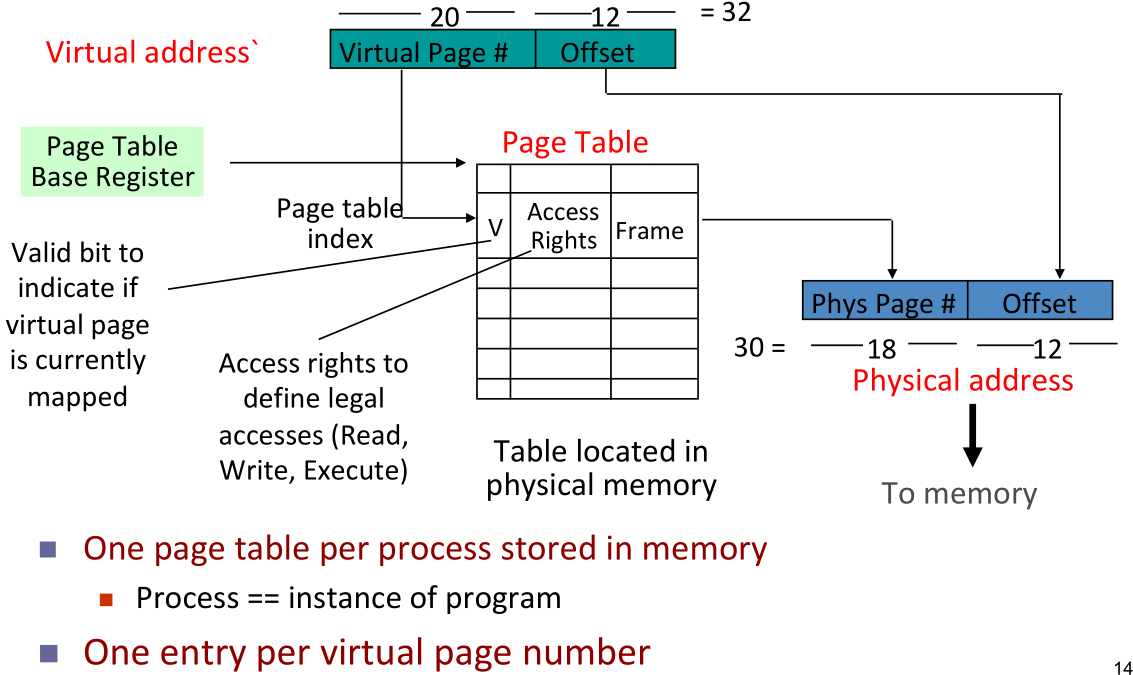 20
12
= 32
Virtual address`
Virtual Page #
Offset
Page Table
Base Register
Page Table
Page table
index
V
Access
Rights
Frame
Valid bit to
indicate if
virtual page
is currently
mapped
Access rights to
define legal
accesses (Read,
Write, Execute)
Table located in
physical memory
Phys Page #
Offset
30 =
18
12
Physical address
To memory
One page table per process stored in memory
Process == instance of program
One entry per virtual page number
14